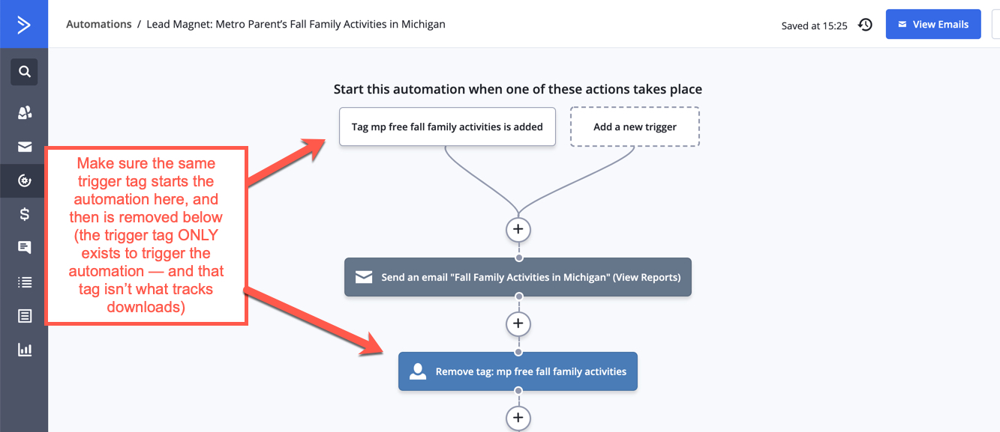 Automations / Lead Magnet: Metro Parent’s Fall Family Activities in Michigan
Saved at 15:25
View Emails
Start this automation when one of these actions takes place
Tag mp free fall family activities is added
Add a new trigger
Make sure the same
trigger tag starts the
automation here, and
then is removed below
(the trigger tag ONLY
exists to trigger the
automation — and that
tag isn’t what tracks
downloads)
Send an email "Fall Family Activities in Michigan" (View Reports)
Remove tag: mp free fall family activities